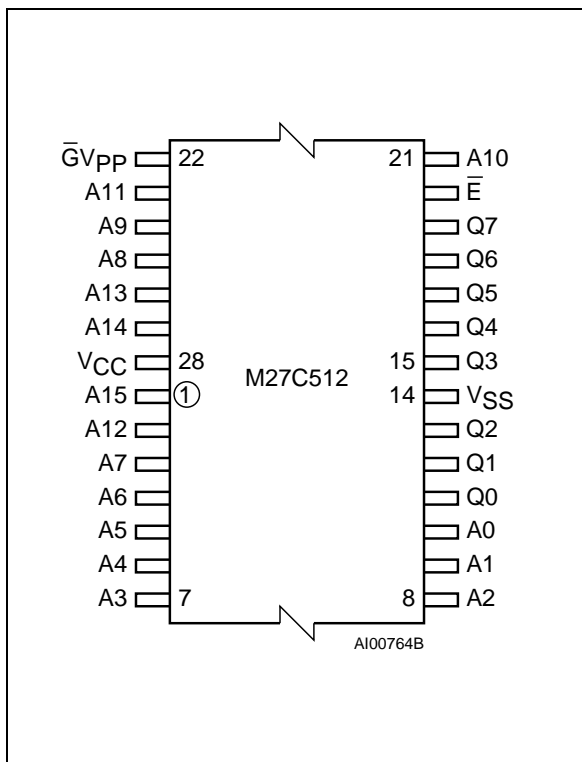 G̅VPP 22 21 A10
A11 E̅
A9 Q7
A8 Q6
A13 Q5
A14 Q4
VCC 28 15 Q3
M27C512
A15 1 14 VSS
A12 Q2
A7 Q1
A6 Q0
A5 A0
A4 A1
A3 7 8 A2
AI00764B